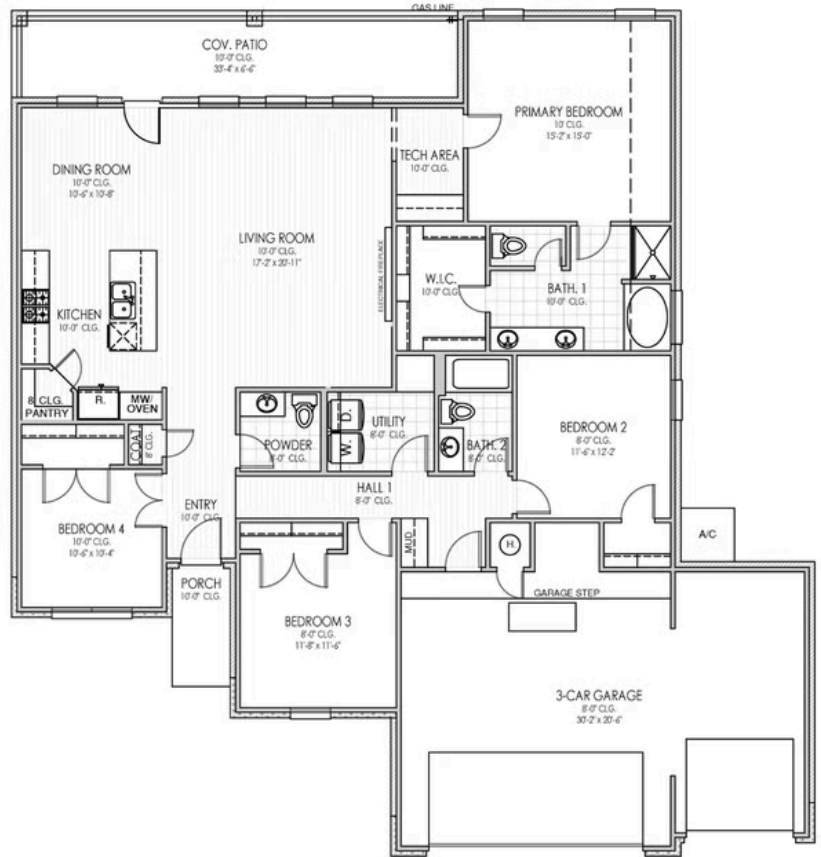 GAS LINE
COV. PATIO
10'-0" CLG.
33'-4" x 6'-6"
PRIMARY BEDROOM
10' CLG.
15'-2" x 15'-0"
TECH AREA
10'-0" CLG.
DINING ROOM
10'-0" CLG.
10'-6" x 10'-8"
LIVING ROOM
10'-0" CLG.
17'-2" x 20'-11"
ELECTRICAL FIREPLACE
W.I.C.
10'-0" CLG.
BATH. 1
10'-0" CLG.
KITCHEN
10'-0" CLG.
8' CLG.
PANTRY
R.
MW/
OVEN
COAT
8' CLG.
POWDER
8'-0" CLG.
D.
W.
UTILITY
8'-0" CLG.
BATH. 2
8'-0" CLG.
BEDROOM 2
8'-0" CLG.
11'-6" x 12'-2"
HALL 1
8'-0" CLG.
ENTRY
10'-0" CLG.
BEDROOM 4
10'-0" CLG.
10'-6" x 10'-4"
MUD
H.
A/C
PORCH
10'-0" CLG.
GARAGE STEP
BEDROOM 3
8'-0" CLG.
11'-8" x 11'-6"
3-CAR GARAGE
8'-0" CLG.
30'-2" x 20'-6"